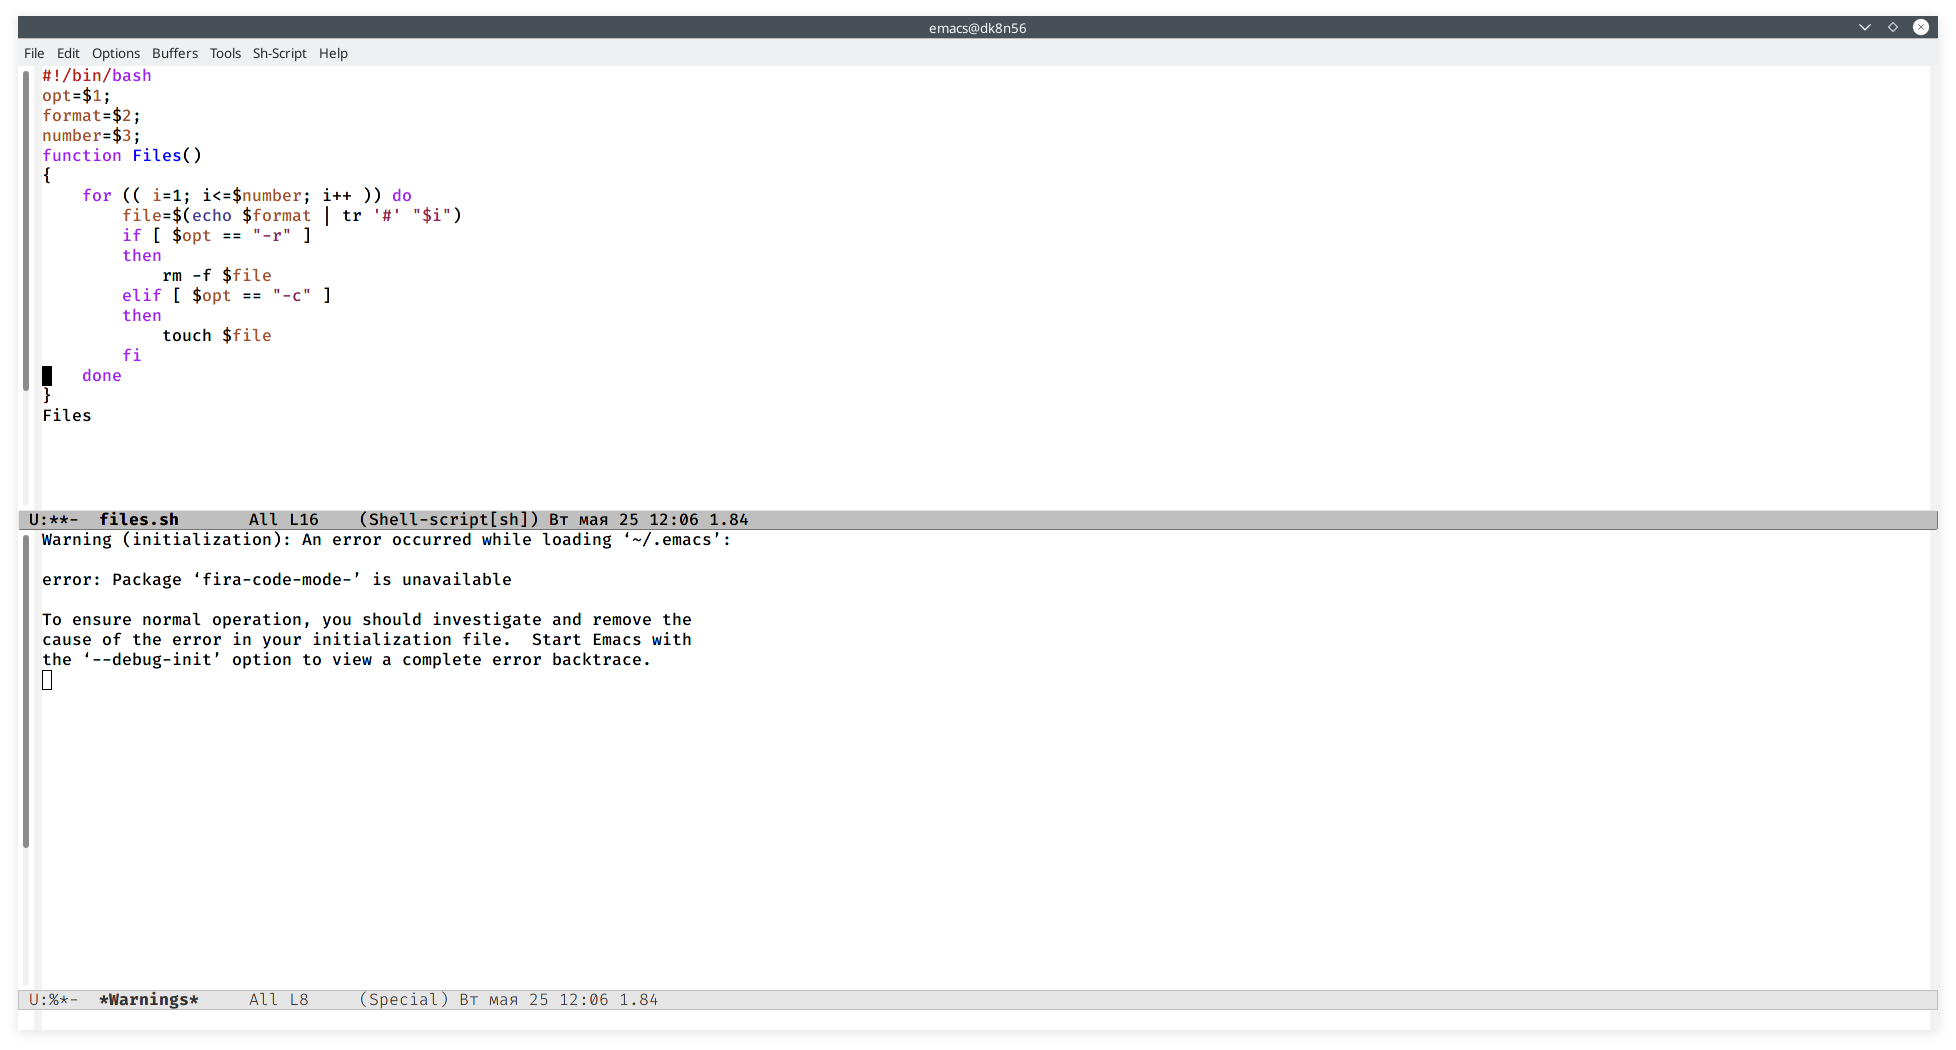 emacs@dk8n56
File Edit Options Buffers Tools Sh-Script Help
#!/bin/bash
opt=$1;
format=$2;
number=$3;
function Files()
{
    for (( i=1; i<=$number; i++ )) do
        file=$(echo $format | tr '#' "$i")
        if [ $opt == "-r" ]
        then
            rm -f $file
        elif [ $opt == "-c" ]
        then
            touch $file
        fi
    done
}
Files
U:**-  files.sh       All L16    (Shell-script[sh]) Вт мая 25 12:06 1.84
Warning (initialization): An error occurred while loading ‘~/.emacs’:
error: Package ‘fira-code-mode-’ is unavailable
To ensure normal operation, you should investigate and remove the
cause of the error in your initialization file.  Start Emacs with
the ‘--debug-init’ option to view a complete error backtrace.
U:%*-  *Warnings*     All L8     (Special) Вт мая 25 12:06 1.84